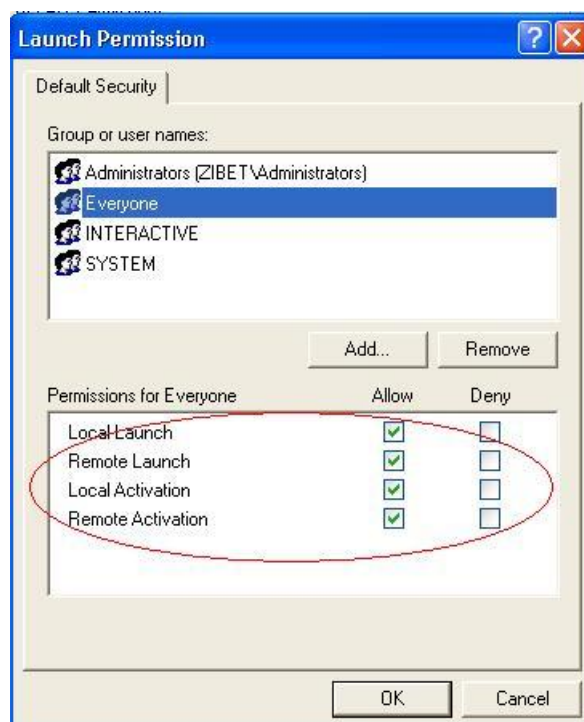 Launch Permission
Default Security
Group or user names:
Administrators (ZIBET\Administrators)
Everyone
INTERACTIVE
SYSTEM
Add... Remove
Permissions for Everyone Allow Deny
Local Launch
Remote Launch
Local Activation
Remote Activation
OK Cancel